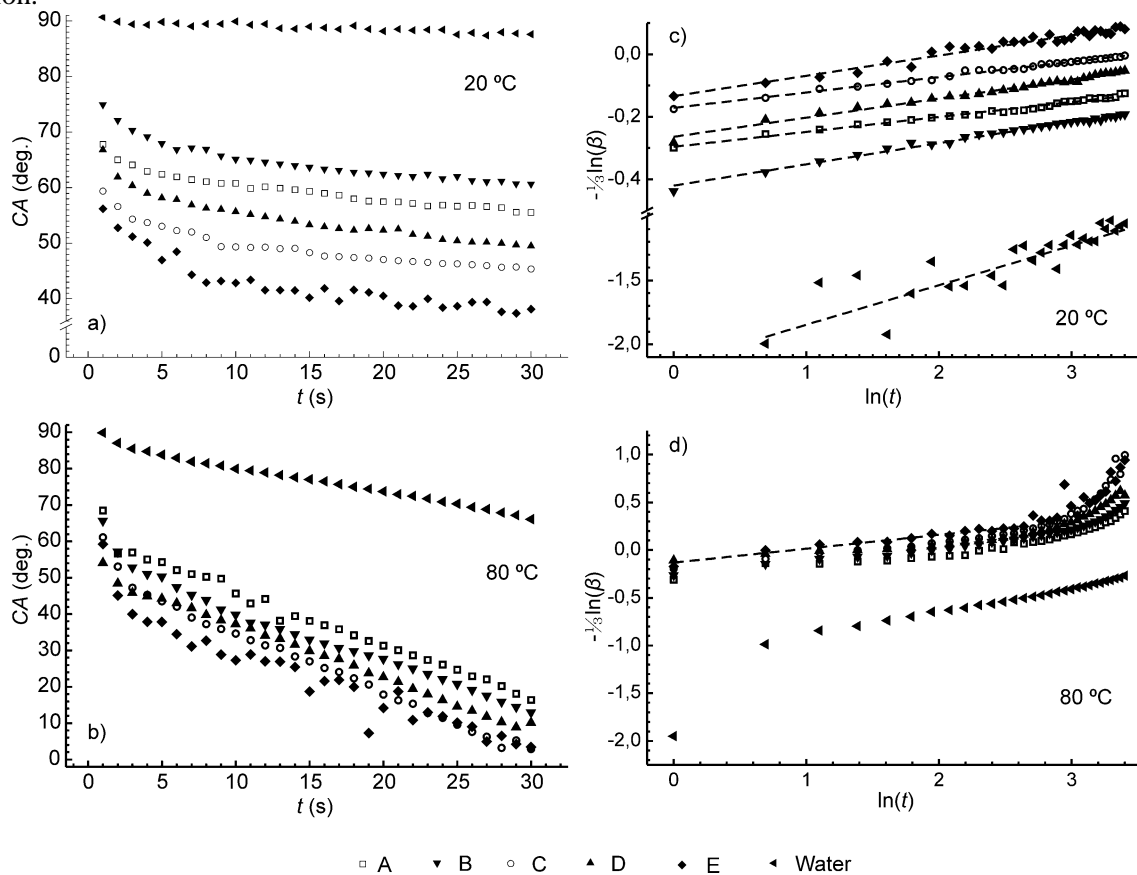 ion.
90
80
70
60
50
40
0
CA (deg.)
20 ºC
a)
0 5 10 15 20 25 30
t (s)
c)
0,0
-0,2
-0,4
-1,5
-2,0
-⅓ln(β)
20 ºC
0 1 2 3
ln(t)
90
80
70
60
50
40
30
20
10
0
CA (deg.)
80 ºC
b)
0 5 10 15 20 25 30
t (s)
d)
1,0
0,5
0,0
-0,5
-1,0
-1,5
-2,0
-⅓ln(β)
80 ºC
0 1 2 3
ln(t)
A B C D E Water